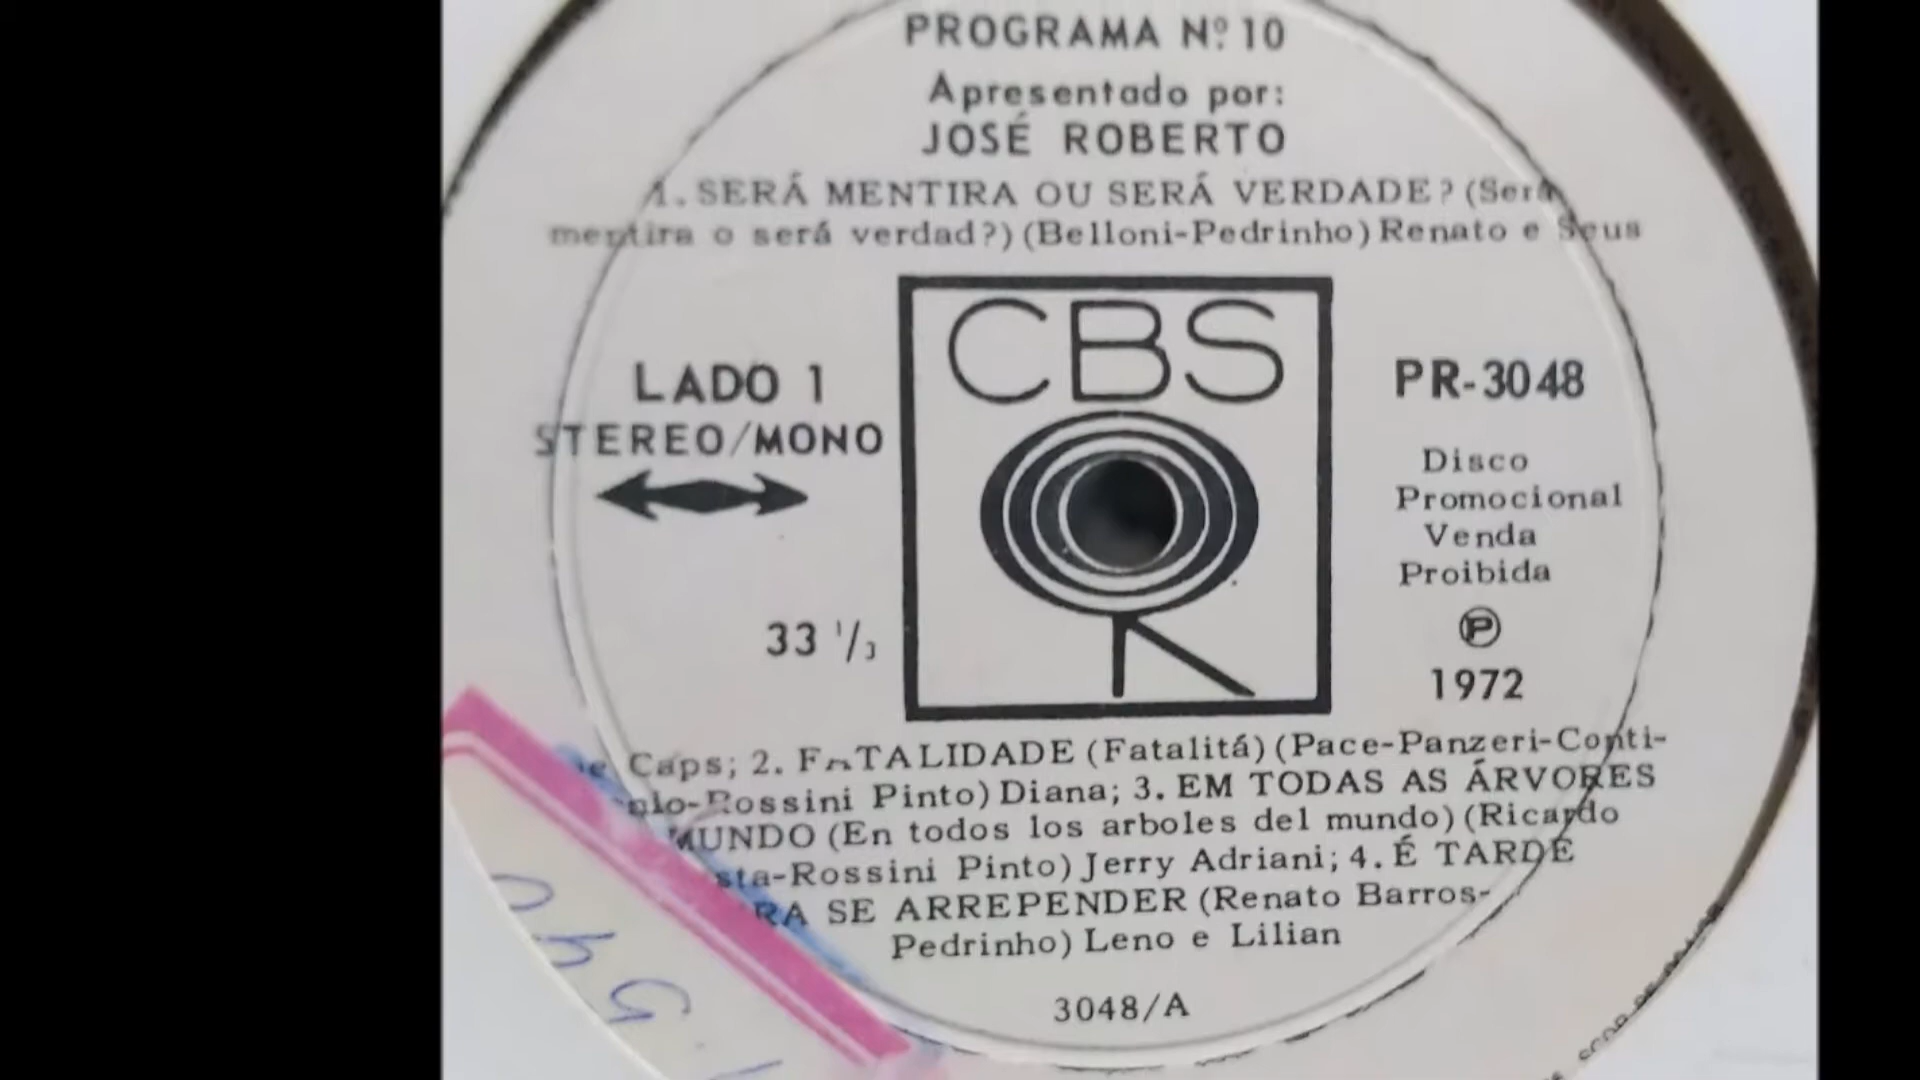 PROGRAMA Nº 10
Apresentado por:
JOSÉ ROBERTO
1. SERÁ MENTIRA OU SERÁ VERDADE? (Será
mentira o será verdad?) (Belloni-Pedrinho) Renato e Seus
CBS
LADO 1
STEREO/MONO
33 1/3
PR-3048
Disco
Promocional
Venda
Proibida
Ⓟ
1972
Caps; 2. FATALIDADE (Fatalitá) (Pace-Panzeri-Conti-
Rossini Pinto) Diana; 3. EM TODAS AS ÁRVORES
MUNDO (En todos los arboles del mundo) (Ricardo
Rossini Pinto) Jerry Adriani; 4. É TARDE
SE ARREPENDER (Renato Barros-
Pedrinho) Leno e Lilian
3048/A